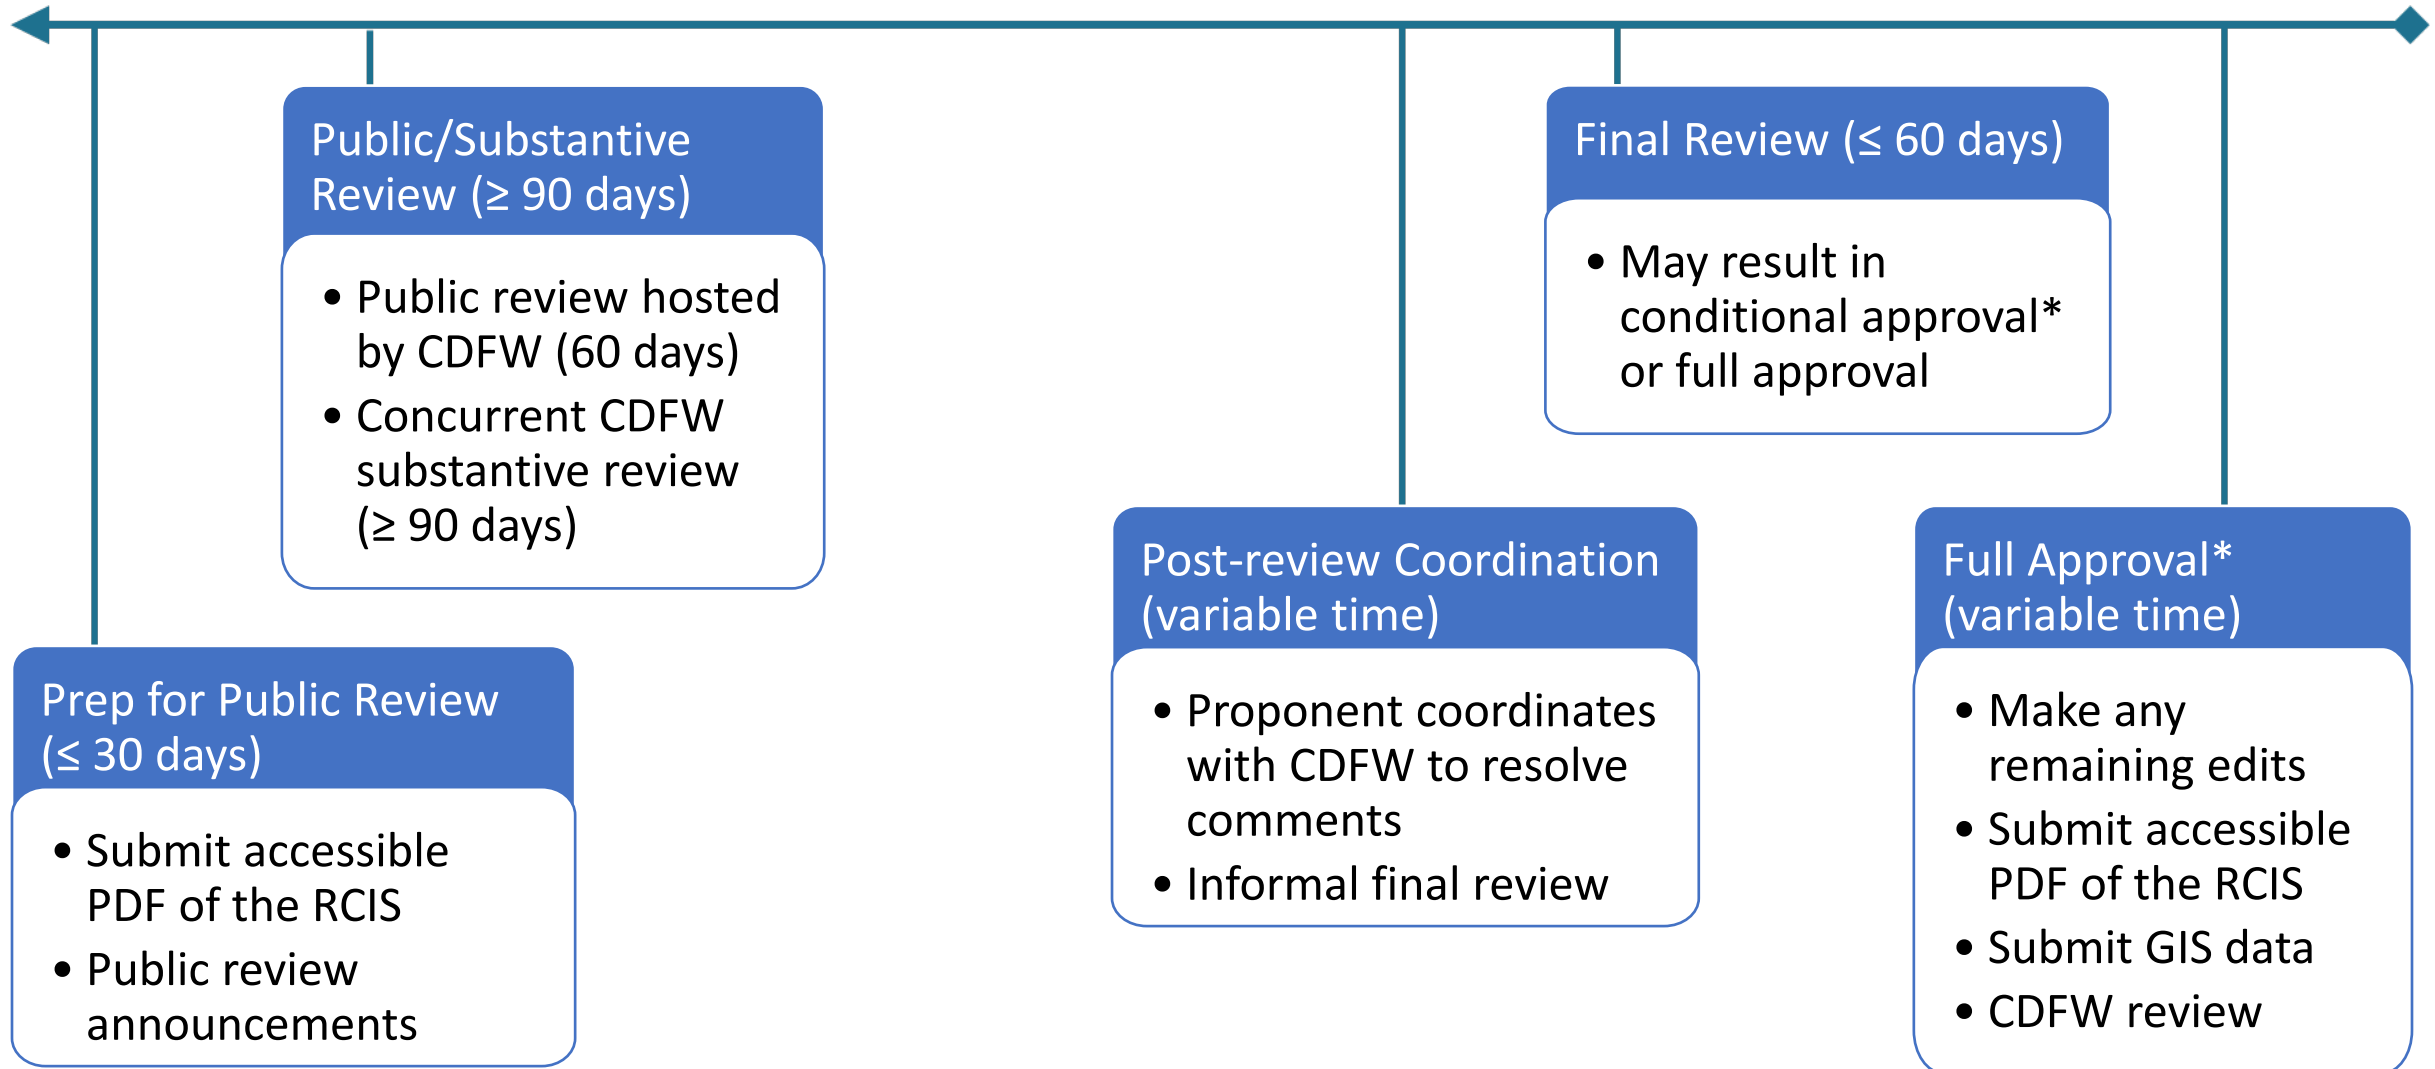 Public/Substantive
Review (≥ 90 days)
• Public review hosted
by CDFW (60 days)
• Concurrent CDFW
substantive review
(≥ 90 days)
Final Review (≤ 60 days)
• May result in
conditional approval*
or full approval
Prep for Public Review
(≤ 30 days)
• Submit accessible
PDF of the RCIS
• Public review
announcements
Post-review Coordination
(variable time)
• Proponent coordinates
with CDFW to resolve
comments
• Informal final review
Full Approval*
(variable time)
• Make any
remaining edits
• Submit accessible
PDF of the RCIS
• Submit GIS data
• CDFW review